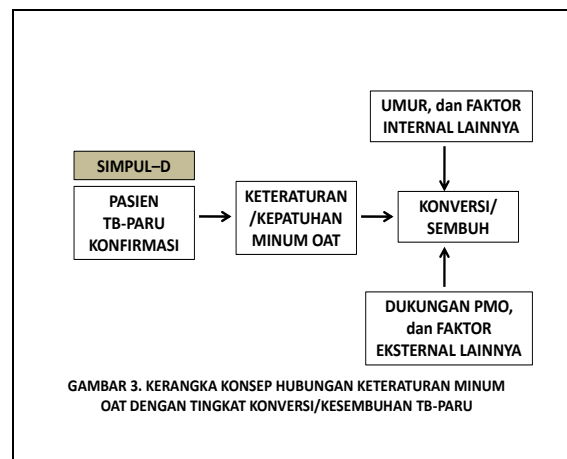 UMUR, dan FAKTOR
INTERNAL LAINNYA
SIMPUL–D
PASIEN
TB-PARU
KONFIRMASI
KETERATURAN
/KEPATUHAN
MINUM OAT
KONVERSI/
SEMBUH
DUKUNGAN PMO,
dan FAKTOR
EKSTERNAL LAINNYA
GAMBAR 3. KERANGKA KONSEP HUBUNGAN KETERATURAN MINUM
OAT DENGAN TINGKAT KONVERSI/KESEMBUHAN TB-PARU